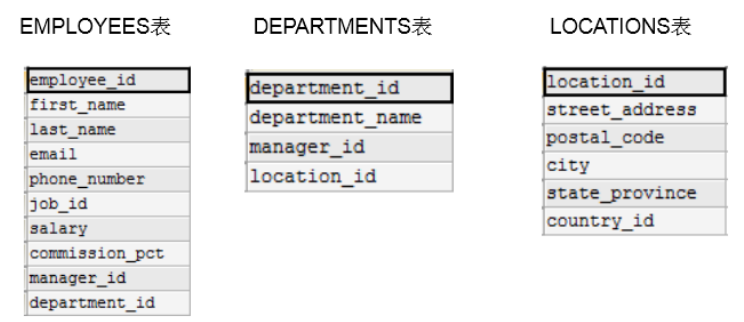 EMPLOYEES表
employee_id
first_name
last_name
email
phone_number
job_id
salary
commission_pct
manager_id
department_id
DEPARTMENTS表
department_id
department_name
manager_id
location_id
LOCATIONS表
location_id
street_address
postal_code
city
state_province
country_id